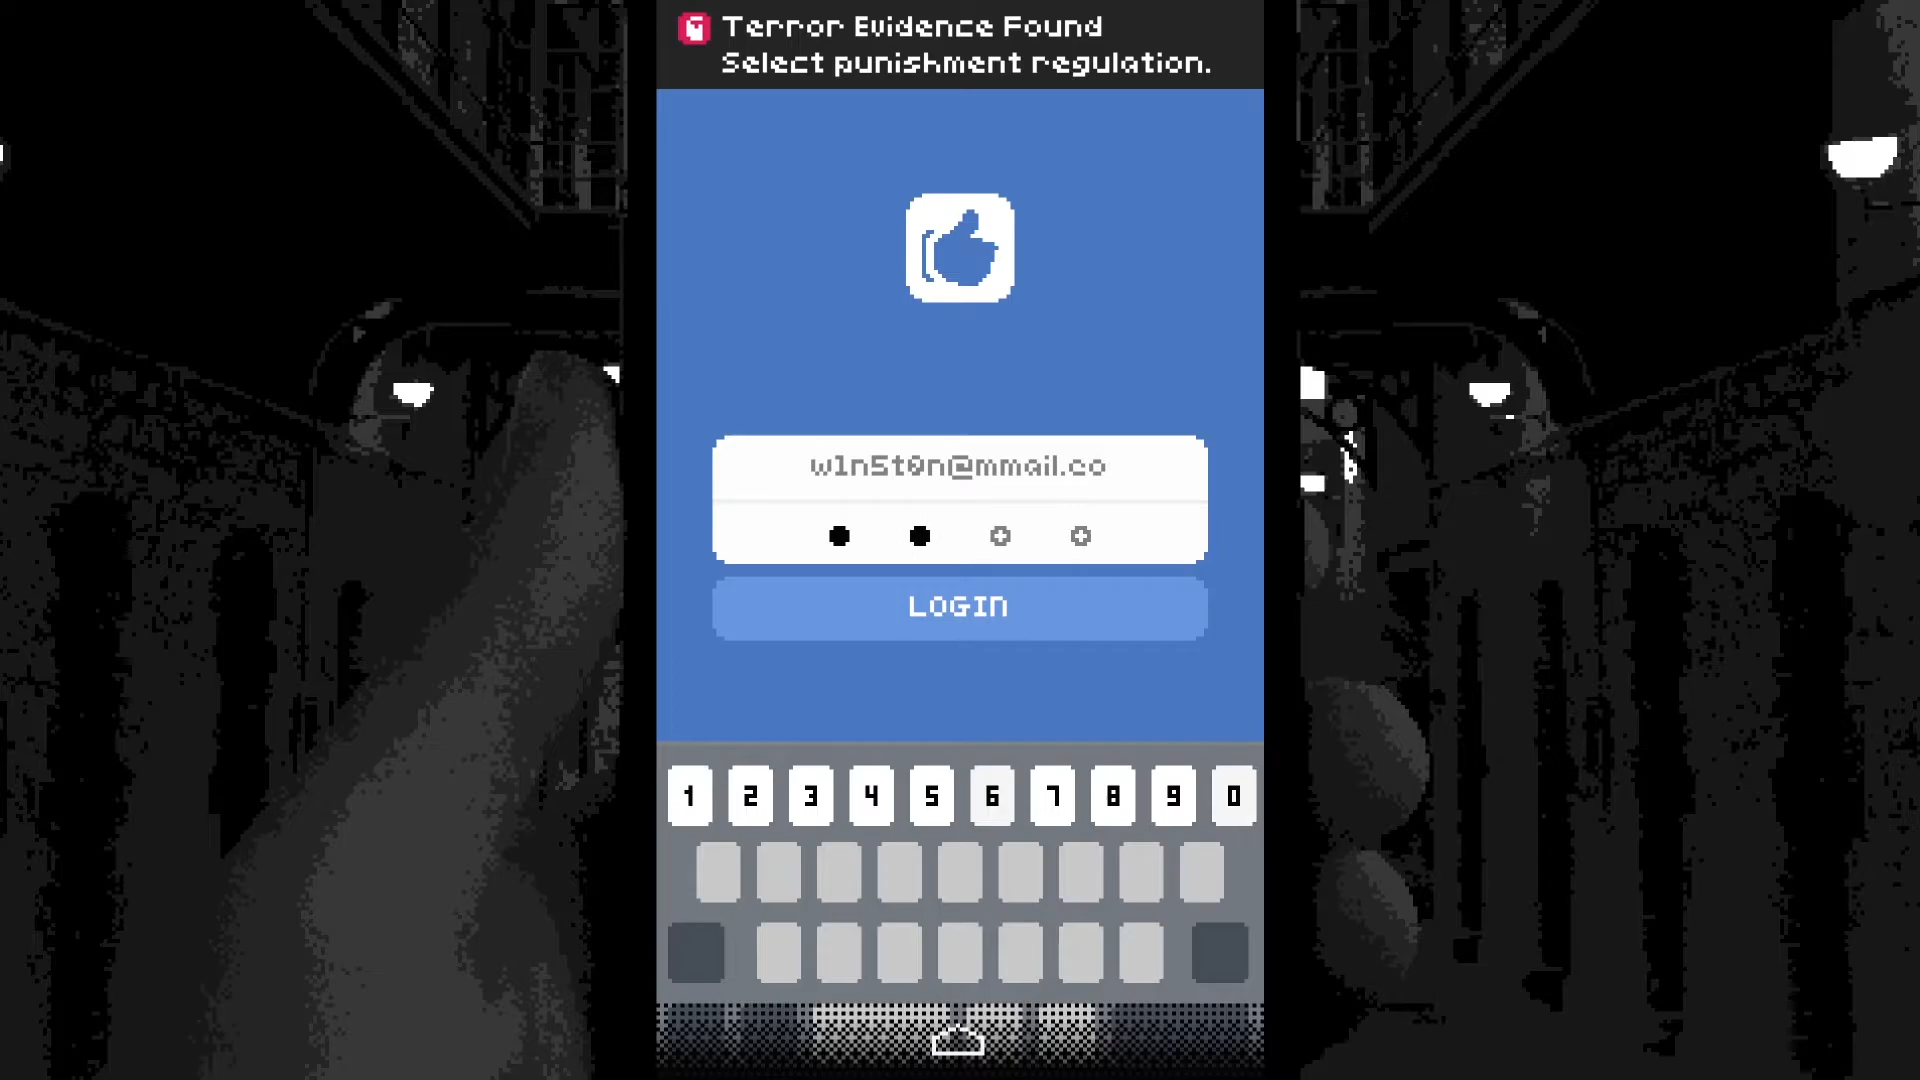 Terror Evidence Found
Select punishment regulation.
w1n5t0n@mmail.co
LOGIN
1 2 3 4 5 6 7 8 9 0